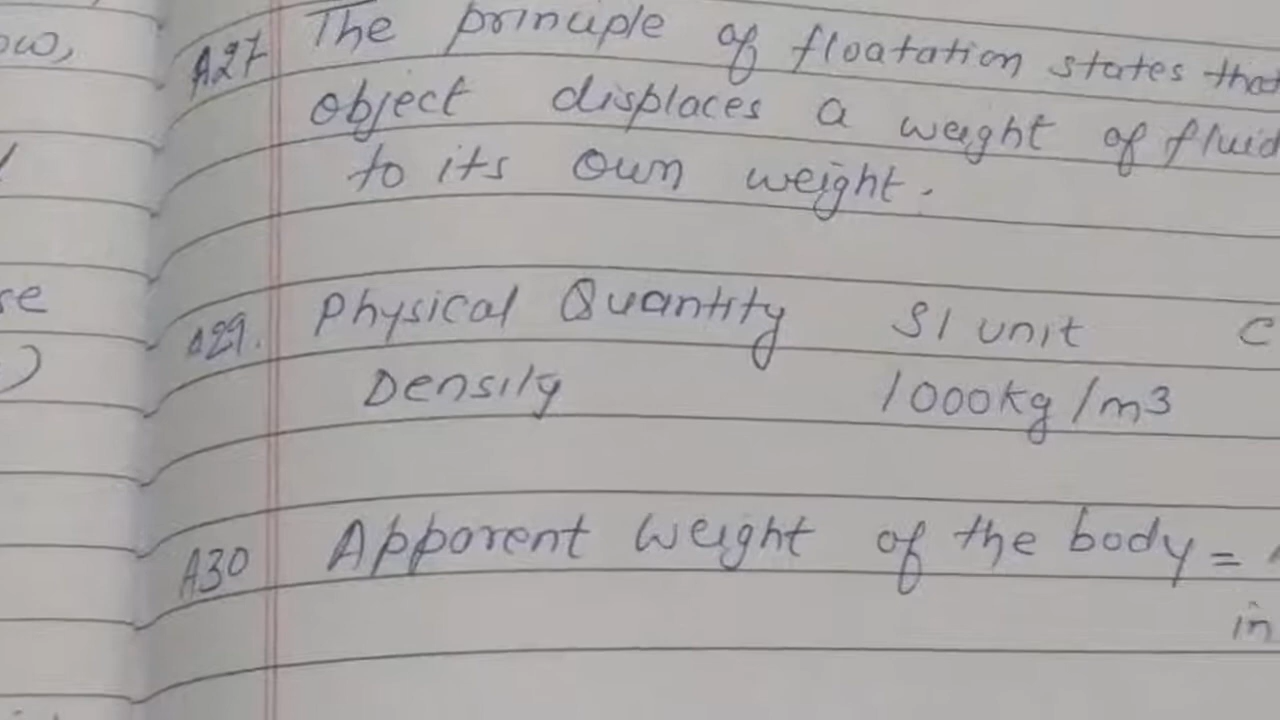 ow,
A27 The principle of floatation states that
object displaces a weight of fluid
to its own weight.
se
A29. Physical Quantity SI unit C
Density 1000kg/m3
A30 Apparent weight of the body =
in